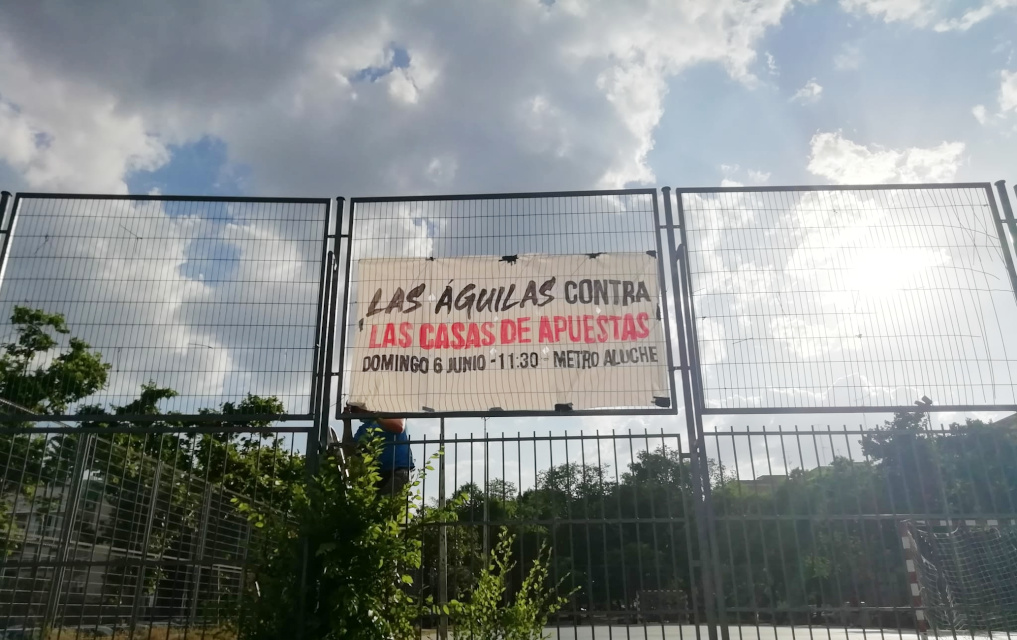 LAS ÁGUILAS CONTRA
LAS CASAS DE APUESTAS
DOMINGO 6 JUNIO - 11:30 - METRO ALUCHE